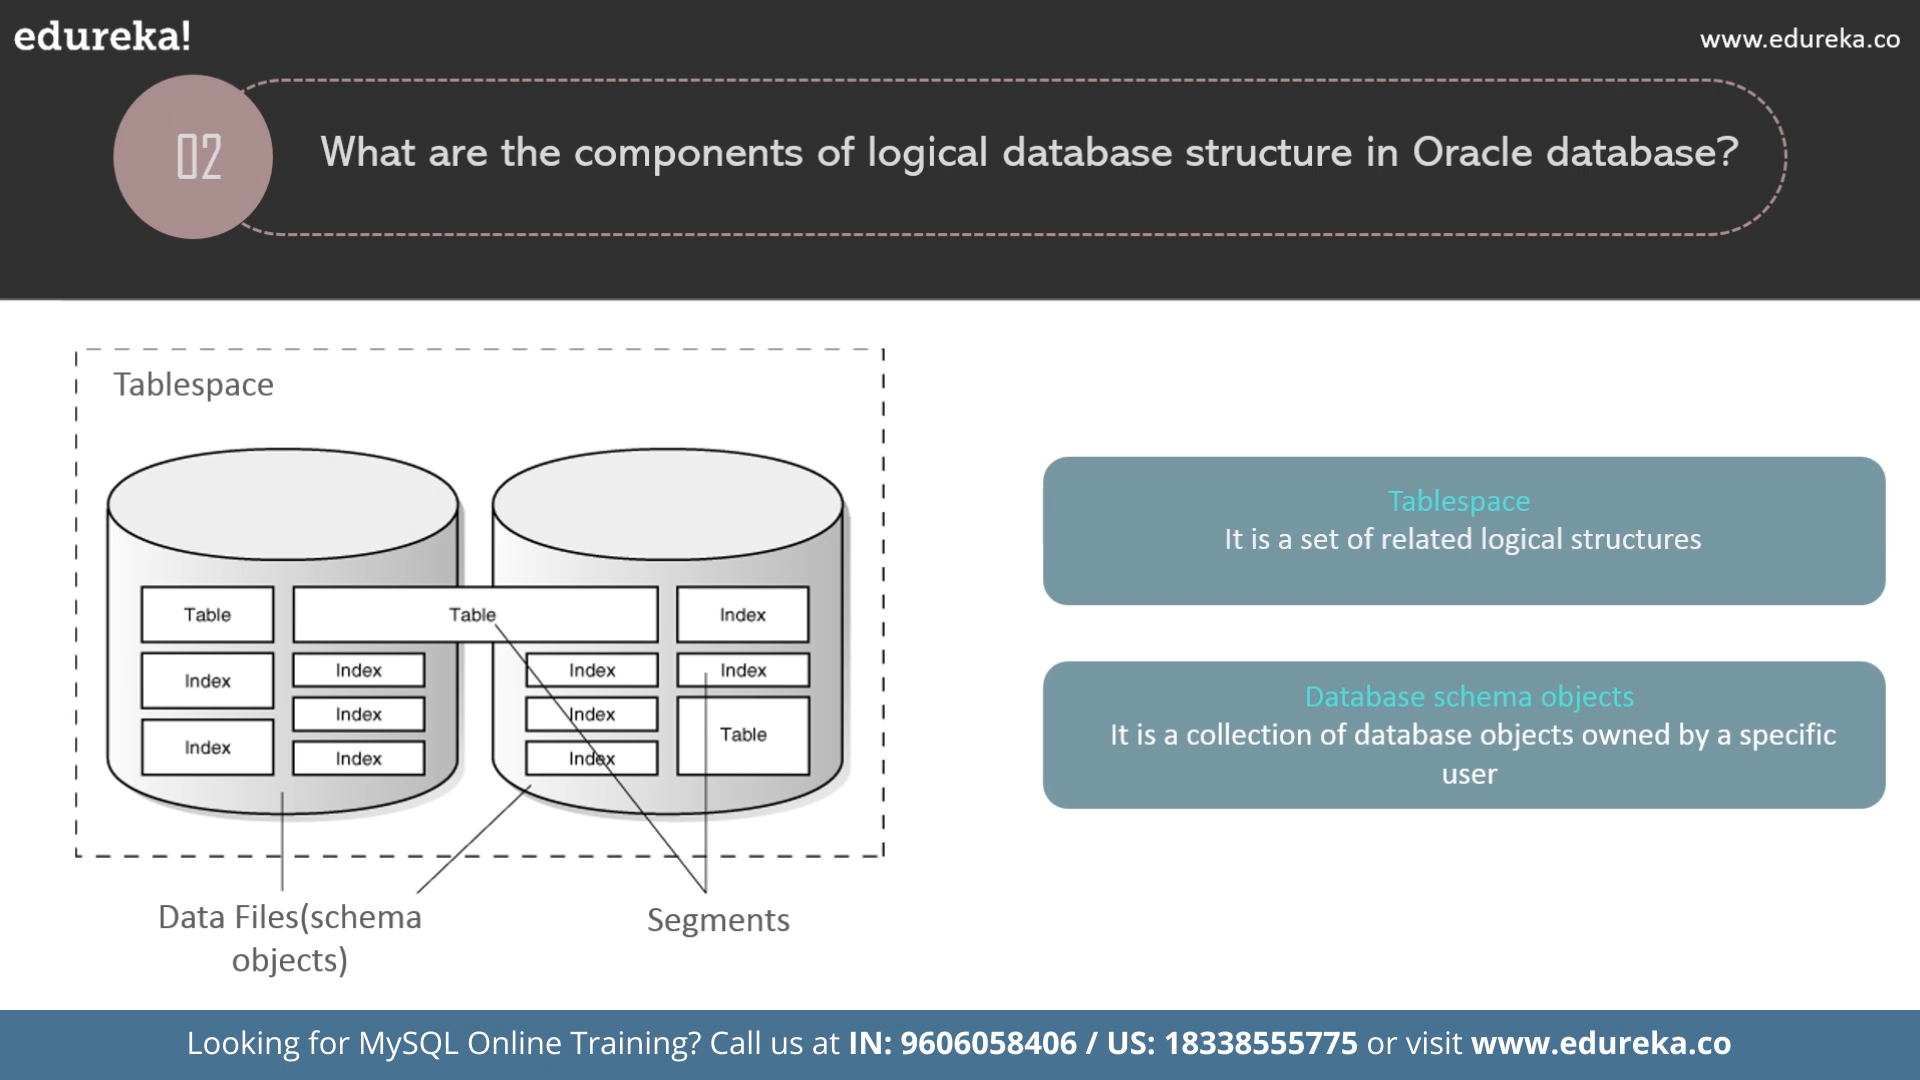 edureka!
www.edureka.co
02
What are the components of logical database structure in Oracle database?
Tablespace
Table
Table
Index
Index
Index
Index
Index
Index
Index
Index
Table
Index
Index
Index
Data Files(schema
objects)
Segments
Tablespace
It is a set of related logical structures
Database schema objects
It is a collection of database objects owned by a specific
user
Looking for MySQL Online Training? Call us at IN: 9606058406 / US: 18338555775 or visit www.edureka.co